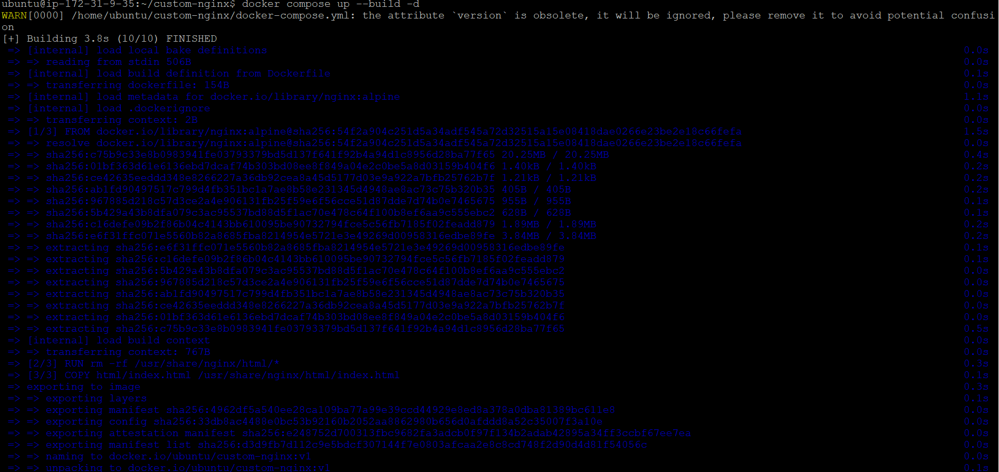 ubuntu@ip-172-31-9-35:~/custom-nginx$ docker compose up --build -d
WARN[0000] /home/ubuntu/custom-nginx/docker-compose.yml: the attribute `version` is obsolete, it will be ignored, please remove it to avoid potential confusi
on
[+] Building 3.8s (10/10) FINISHED
=> [internal] load local bake definitions 0.0s
=> => reading from stdin 506B 0.0s
=> [internal] load build definition from Dockerfile 0.1s
=> => transferring dockerfile: 154B 0.0s
=> [internal] load metadata for docker.io/library/nginx:alpine 1.1s
=> [internal] load .dockerignore 0.0s
=> => transferring context: 2B 0.0s
=> [1/3] FROM docker.io/library/nginx:alpine@sha256:54f2a904c251d5a34adf545a72d32515a15e08418dae0266e23be2e18c66fefa 1.5s
=> => resolve docker.io/library/nginx:alpine@sha256:54f2a904c251d5a34adf545a72d32515a15e08418dae0266e23be2e18c66fefa 0.0s
=> => sha256:c75b9c33e8b0983941fe03793379bd5d137f641f92b4a94d1c8956d28ba77f65 20.25MB / 20.25MB 0.4s
=> => sha256:01bf363d61e6136ebd7dcaf74b303bd08ee8f849a04e2c0be5a8d03159b404f6 1.40kB / 1.40kB 0.2s
=> => sha256:ce42635eeddd348e8266227a36db92cea8a45d5177d03e9a922a7bfb25762b7f 1.21kB / 1.21kB 0.2s
=> => sha256:ab1fd90497517c799d4fb351bc1a7ae8b58e231345d4948ae8ac73c75b320b35 405B / 405B 0.2s
=> => sha256:967885d218c57d3ce2a4e906131fb25f59e6f56cce51d87dde7d74b0e7465675 955B / 955B 0.1s
=> => sha256:5b429a43b8dfa079c3ac95537bd88d5f1ac70e478c64f100b8ef6aa9c555ebc2 628B / 628B 0.1s
=> => sha256:c16defe09b2f86b04c4143bb610095be90732794fce5c56fb7185f02feadd879 1.89MB / 1.89MB 0.2s
=> => sha256:e6f31ffc071e5560b82a8685fba8214954e5721e3e49269d00958316edbe89fe 3.84MB / 3.84MB 0.2s
=> => extracting sha256:e6f31ffc071e5560b82a8685fba8214954e5721e3e49269d00958316edbe89fe 0.1s
=> => extracting sha256:c16defe09b2f86b04c4143bb610095be90732794fce5c56fb7185f02feadd879 0.1s
=> => extracting sha256:5b429a43b8dfa079c3ac95537bd88d5f1ac70e478c64f100b8ef6aa9c555ebc2 0.0s
=> => extracting sha256:967885d218c57d3ce2a4e906131fb25f59e6f56cce51d87dde7d74b0e7465675 0.0s
=> => extracting sha256:ab1fd90497517c799d4fb351bc1a7ae8b58e231345d4948ae8ac73c75b320b35 0.0s
=> => extracting sha256:ce42635eeddd348e8266227a36db92cea8a45d5177d03e9a922a7bfb25762b7f 0.0s
=> => extracting sha256:01bf363d61e6136ebd7dcaf74b303bd08ee8f849a04e2c0be5a8d03159b404f6 0.0s
=> => extracting sha256:c75b9c33e8b0983941fe03793379bd5d137f641f92b4a94d1c8956d28ba77f65 0.5s
=> [internal] load build context 0.0s
=> => transferring context: 767B 0.0s
=> [2/3] RUN rm -rf /usr/share/nginx/html/* 0.3s
=> [3/3] COPY html/index.html /usr/share/nginx/html/index.html 0.1s
=> exporting to image 0.3s
=> => exporting layers 0.1s
=> => exporting manifest sha256:4962df5a540ee28ca109ba77a99e39ccd44929e8ed8a378a0dba81389bc611e8 0.0s
=> => exporting config sha256:33db8ac4488e0bc53b92160b2052aa8862980b656d0afddd8a52c35007f3a10e 0.0s
=> => exporting attestation manifest sha256:e248752d700313fbc9682fa3adcb0f97f134b2adab42895a34ff3ccbf67ee7ea 0.0s
=> => exporting manifest list sha256:d3d9fb7d112c9e5bdcf307144f7e0803afcaa2e8c8cd748f2d90d4d81f54056c 0.0s
=> => naming to docker.io/ubuntu/custom-nginx:v1 0.0s
=> => unpacking to docker.io/ubuntu/custom-nginx:v1 0.1s